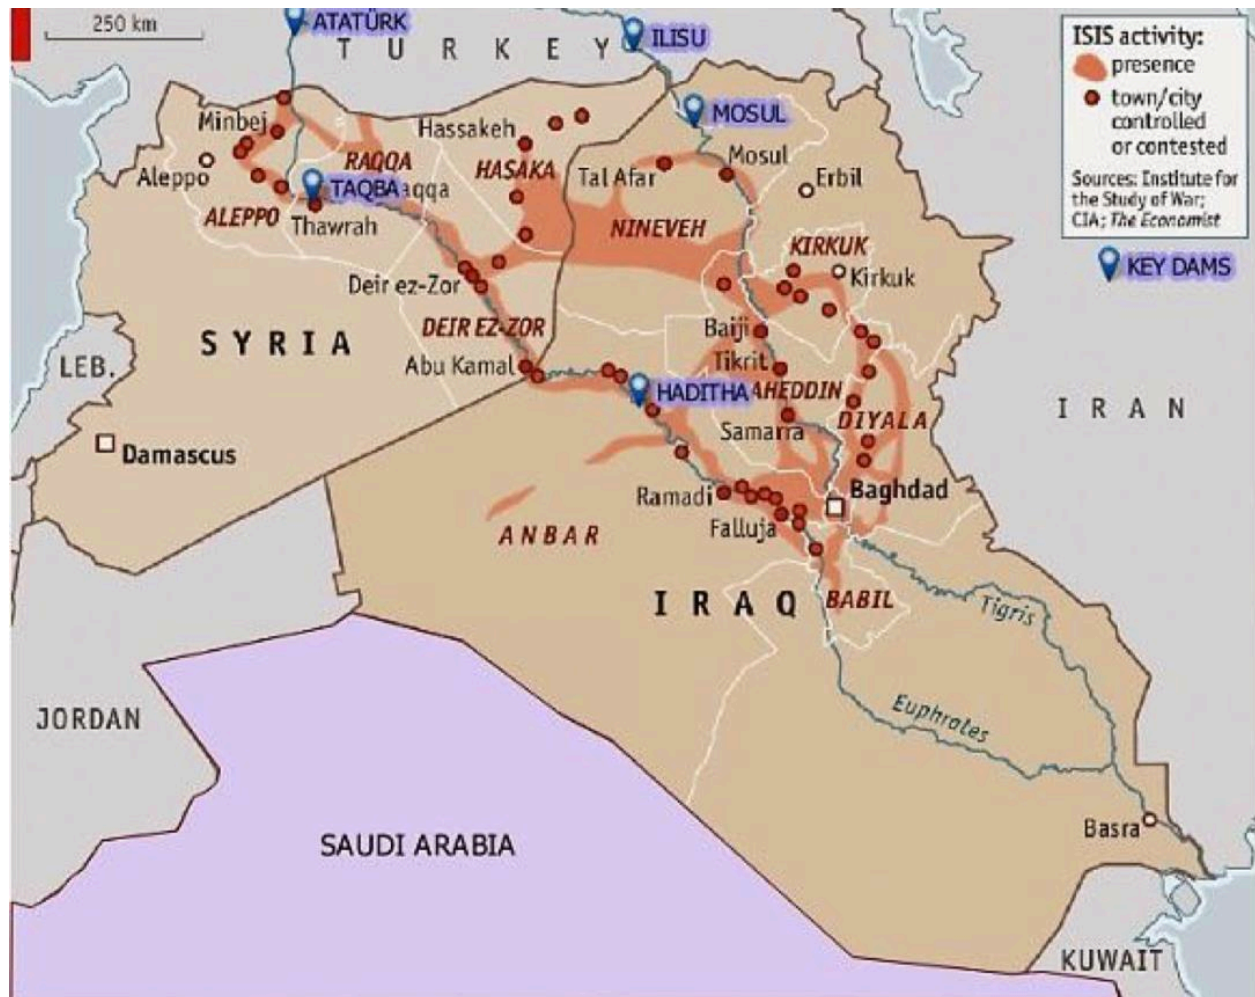 250 km
ATATÜRK
TURKEY
ILISU
ISIS activity:
presence
town/city
controlled
or contested
Sources: Institute for
the Study of War;
CIA; The Economist
KEY DAMS
MOSUL
Minbej
Hassakeh
Aleppo
RAQQA
HASAKA
Tal Afar
Mosul
Erbil
TAQBA
aqqa
ALEPPO
Thawrah
NINEVEH
KIRKUK
Kirkuk
Deir ez-Zor
SYRIA
DEIR EZ-ZOR
Baiji
LEB.
Abu Kamal
Tikrit
HADITHA
AHEDDIN
IRAN
DIYALA
Samarra
Damascus
Ramadi
Baghdad
Falluja
ANBAR
IRAQ
BABIL
Tigris
JORDAN
Euphrates
SAUDI ARABIA
Basra
KUWAIT